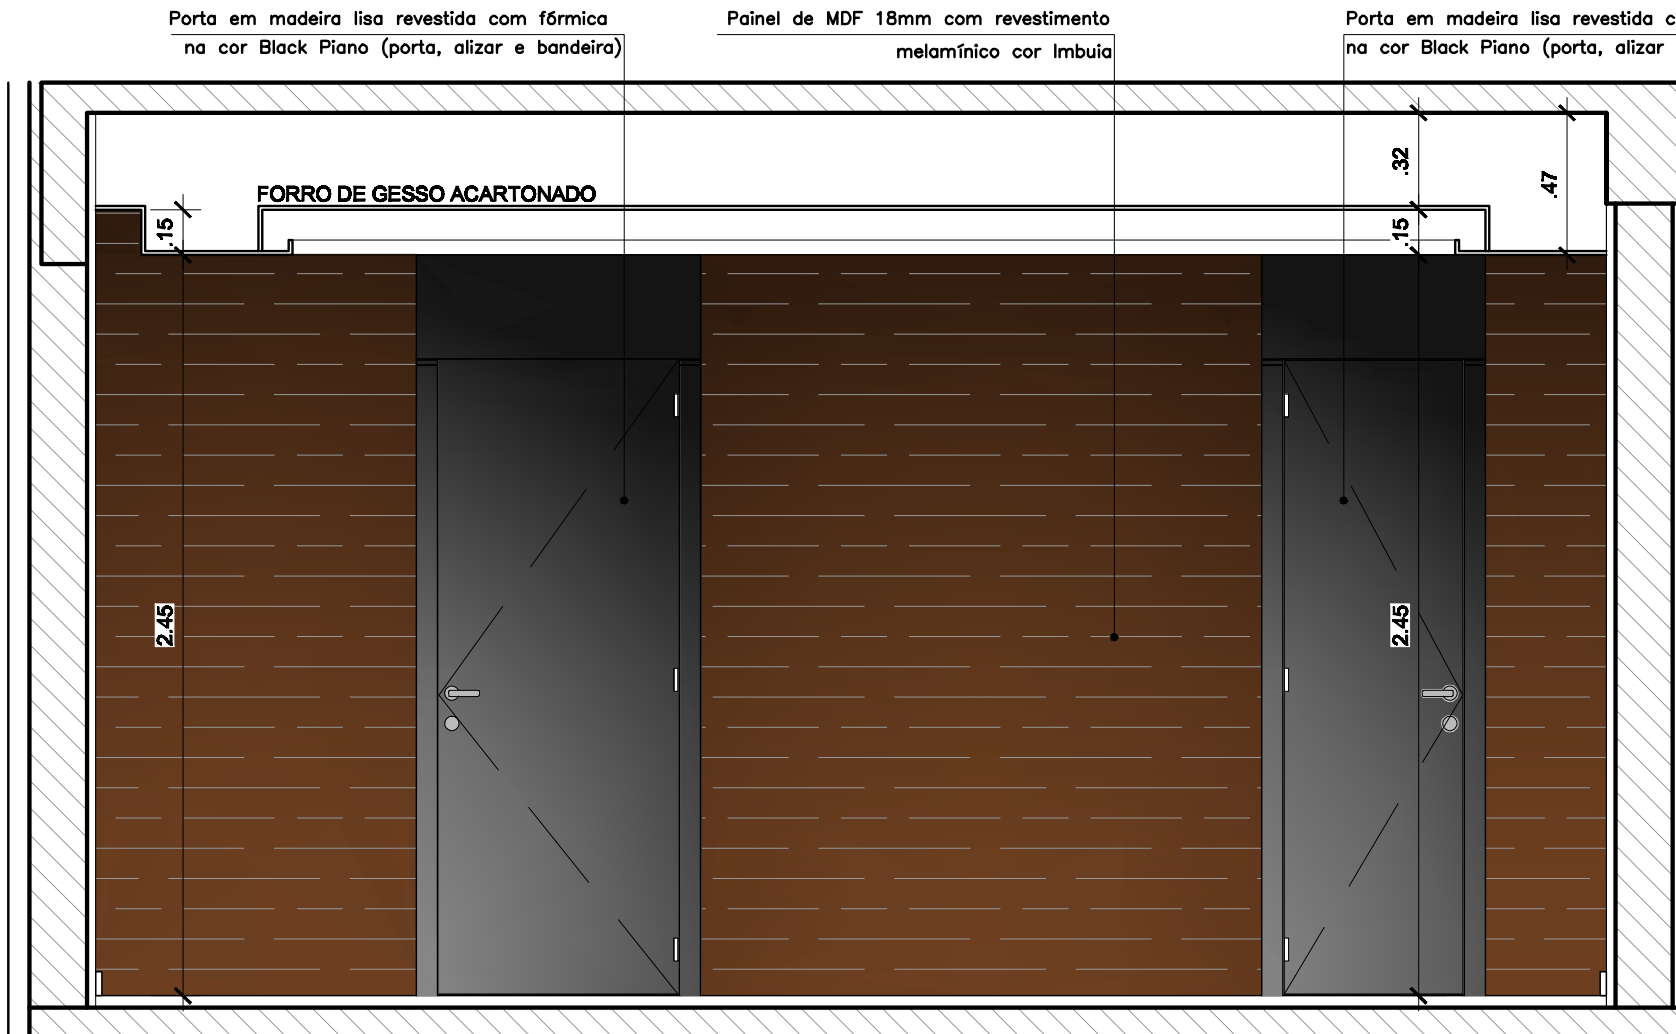 Porta em madeira lisa revestida com fórmica
na cor Black Piano (porta, alizar e bandeira)
Painel de MDF 18mm com revestimento
melamínico cor Imbuia
Porta em madeira lisa revestida
na cor Black Piano (porta, alizar
FORRO DE GESSO ACARTONADO
.15
.32
.15
.47
2.45
2.45